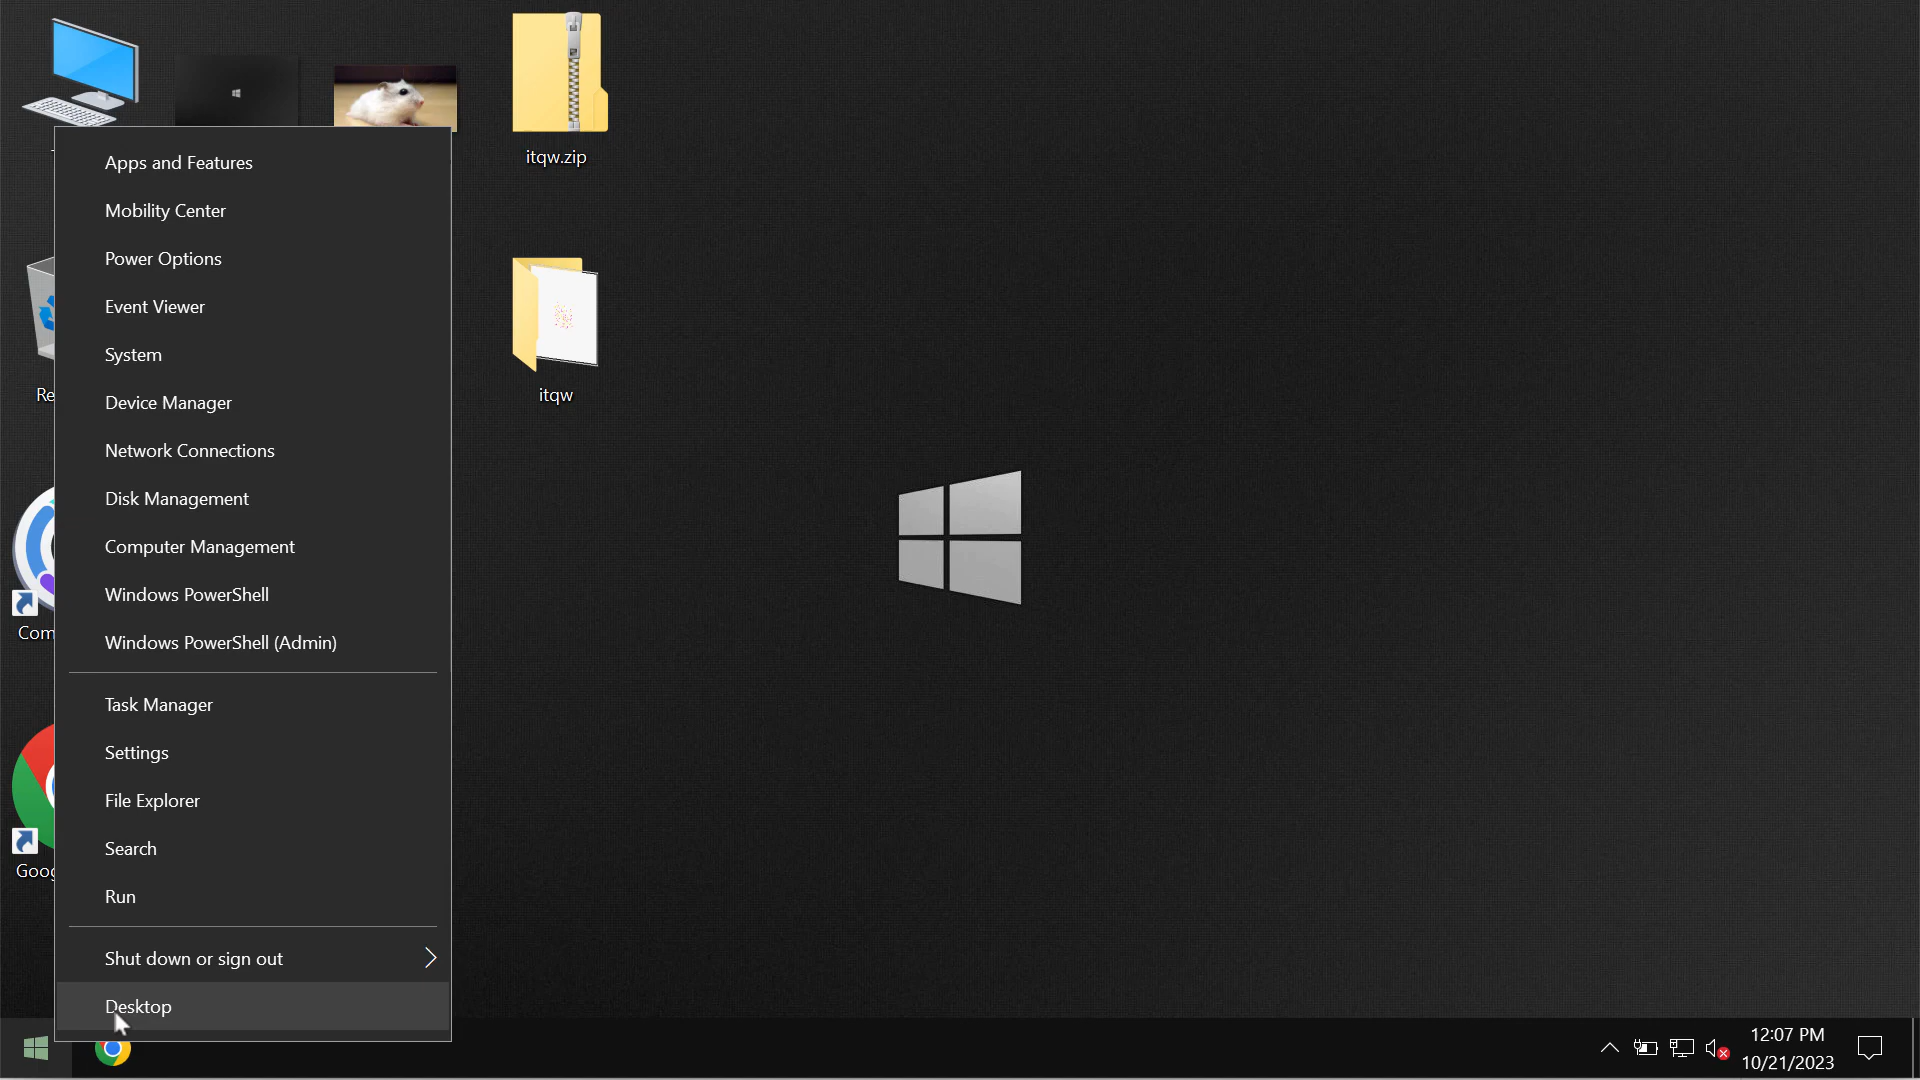 itqw.zip
Apps and Features
Mobility Center
Power Options
Event Viewer
System
Device Manager
Network Connections
Disk Management
Computer Management
Windows PowerShell
Windows PowerShell (Admin)
Task Manager
Settings
File Explorer
Search
Run
Shut down or sign out
Desktop
Re
Com
Goog
itqw
12:07 PM
10/21/2023